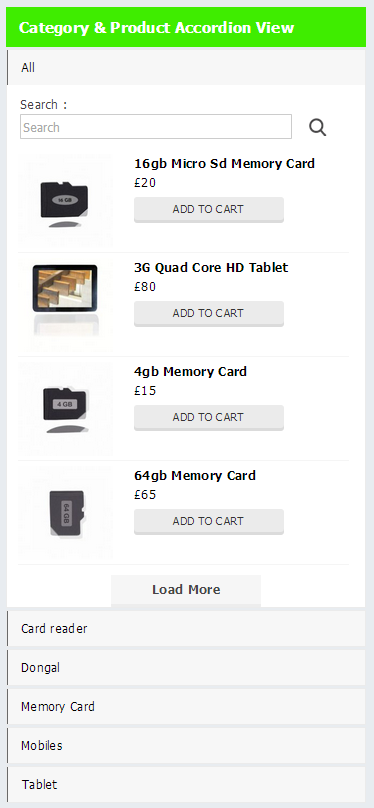 Category & Product Accordion View
All
Search :
Search
16gb Micro Sd Memory Card
£20
16 GB
ADD TO CART
3G Quad Core HD Tablet
£80
ADD TO CART
4gb Memory Card
£15
4 GB
ADD TO CART
64gb Memory Card
£65
64 GB
ADD TO CART
Load More
Card reader
Dongal
Memory Card
Mobiles
Tablet